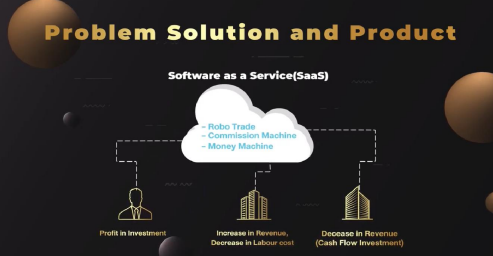 Problem Solution and Product
Software as a Service(SaaS)
– Robo Trade
– Commission Machine
– Money Machine
Profit in Investment
Increase in Revenue,
Decrease in Labour cost
Decease in Revenue
(Cash Flow Investment)